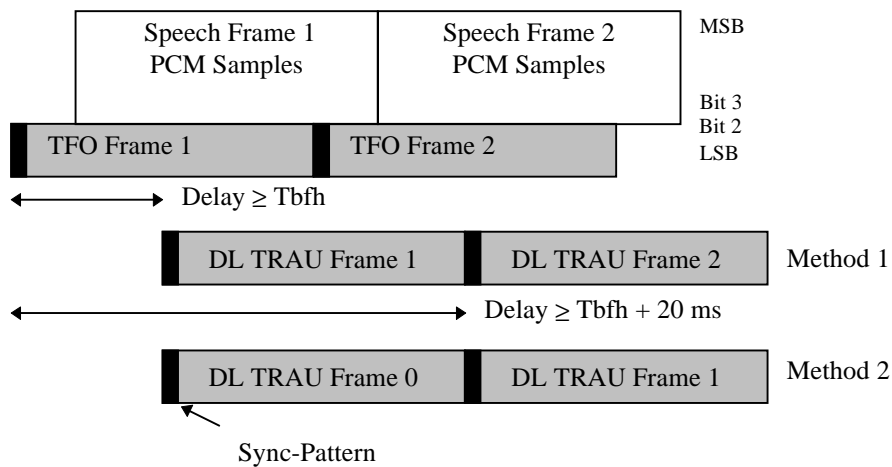 Speech Frame 1
PCM Samples
Speech Frame 2
PCM Samples
MSB
Bit 3
Bit 2
LSB
TFO Frame 1
TFO Frame 2
Delay ≥ Tbfh
DL TRAU Frame 1
DL TRAU Frame 2
Method 1
Delay ≥ Tbfh + 20 ms
DL TRAU Frame 0
DL TRAU Frame 1
Method 2
Sync-Pattern